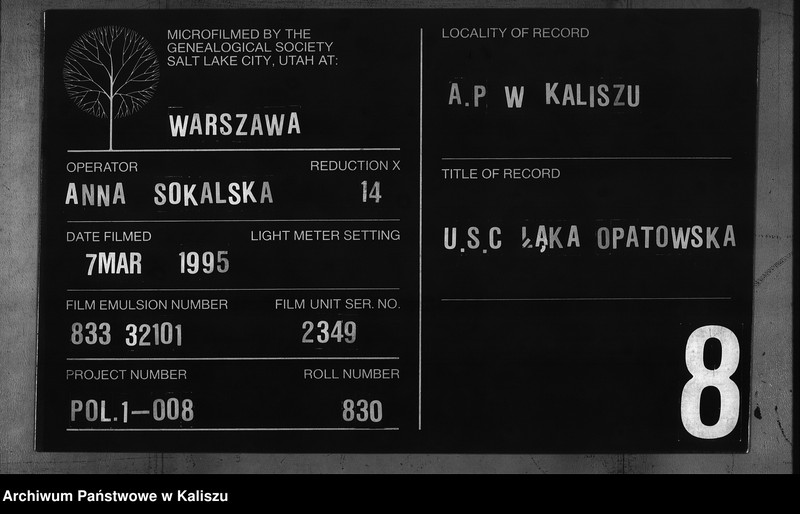 MICROFILMED BY THE
GENEALOGICAL SOCIETY
SALT LAKE CITY, UTAH AT:
WARSZAWA
OPERATOR REDUCTION X
ANNA SOKALSKA 14
DATE FILMED LIGHT METER SETTING
7MAR 1995
FILM EMULSION NUMBER FILM UNIT SER. NO.
833 32101 2349
PROJECT NUMBER ROLL NUMBER
POL.1-008 830
LOCALITY OF RECORD
A.P W KALISZU
TITLE OF RECORD
U.S.C ŁĄKA OPATOWSKA
8
Archiwum Państwowe w Kaliszu